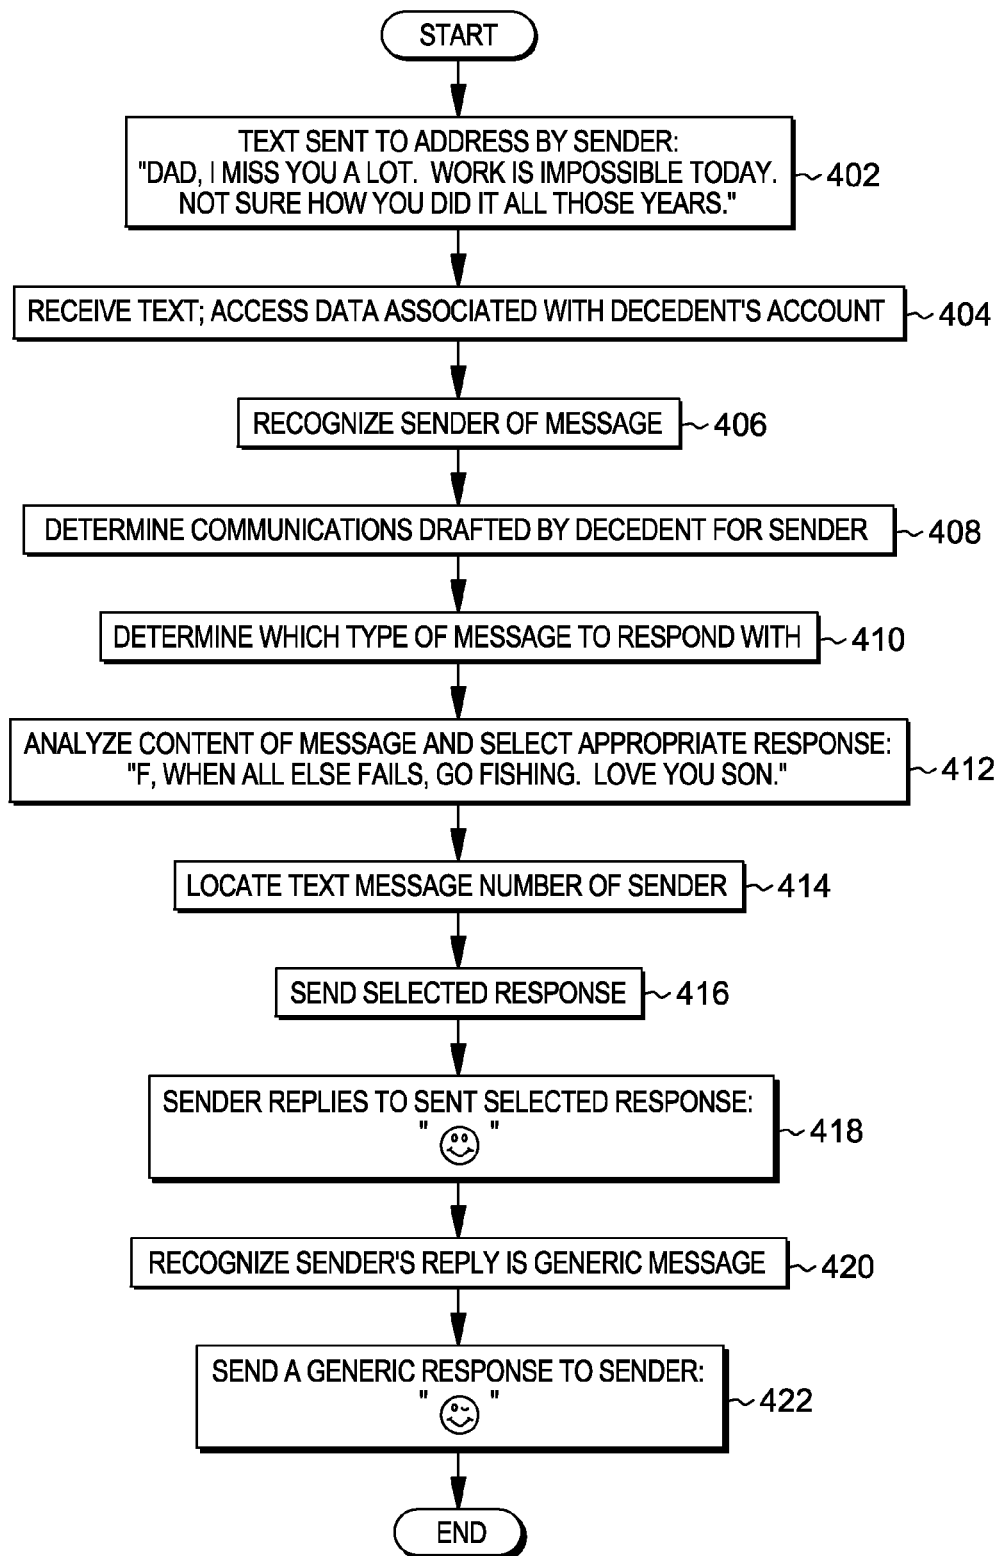 START
TEXT SENT TO ADDRESS BY SENDER:
"DAD, I MISS YOU A LOT. WORK IS IMPOSSIBLE TODAY.
NOT SURE HOW YOU DID IT ALL THOSE YEARS."
402
RECEIVE TEXT; ACCESS DATA ASSOCIATED WITH DECEDENT'S ACCOUNT
404
RECOGNIZE SENDER OF MESSAGE
406
DETERMINE COMMUNICATIONS DRAFTED BY DECEDENT FOR SENDER
408
DETERMINE WHICH TYPE OF MESSAGE TO RESPOND WITH
410
ANALYZE CONTENT OF MESSAGE AND SELECT APPROPRIATE RESPONSE:
"F, WHEN ALL ELSE FAILS, GO FISHING. LOVE YOU SON."
412
LOCATE TEXT MESSAGE NUMBER OF SENDER
414
SEND SELECTED RESPONSE
416
SENDER REPLIES TO SENT SELECTED RESPONSE:
" "
418
RECOGNIZE SENDER'S REPLY IS GENERIC MESSAGE
420
SEND A GENERIC RESPONSE TO SENDER:
" "
422
END